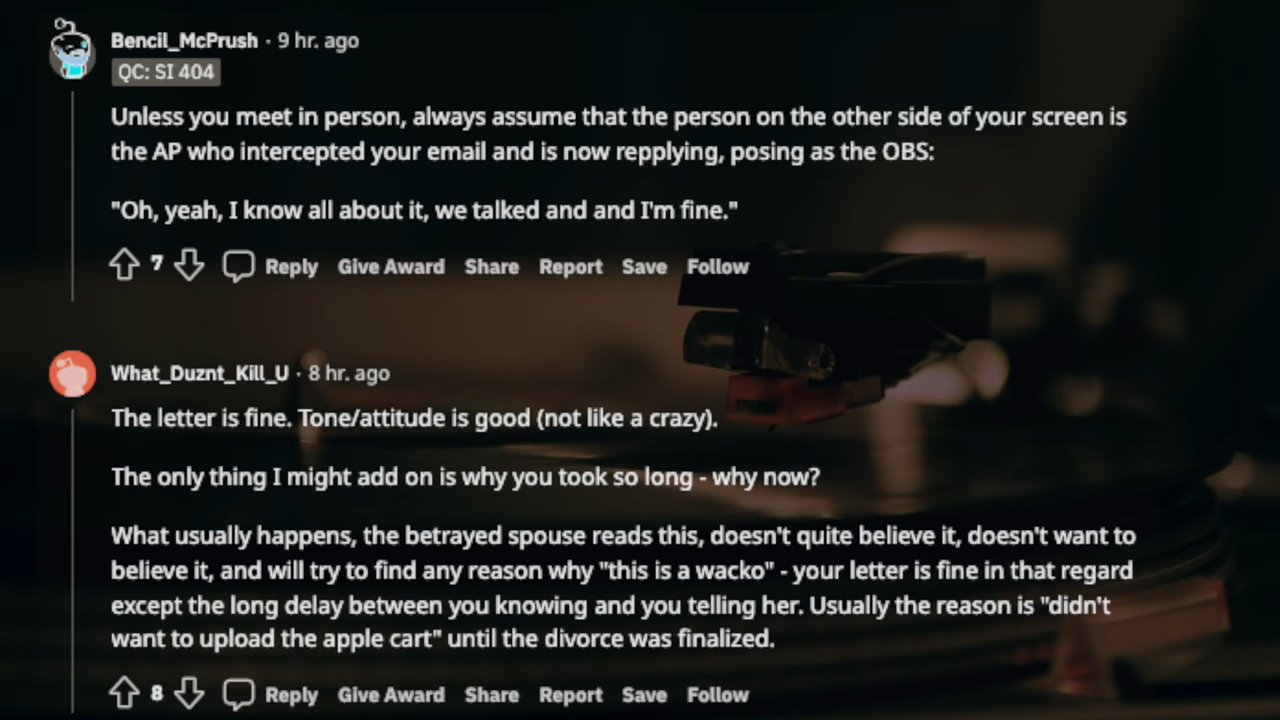 Bencil_McPrush · 9 hr. ago
QC: SI 404
Unless you meet in person, always assume that the person on the other side of your screen is
the AP who intercepted your email and is now repplying, posing as the OBS:
"Oh, yeah, I know all about it, we talked and and I'm fine."
7 Reply Give Award Share Report Save Follow
What_Duznt_Kill_U · 8 hr. ago
The letter is fine. Tone/attitude is good (not like a crazy).
The only thing I might add on is why you took so long - why now?
What usually happens, the betrayed spouse reads this, doesn't quite believe it, doesn't want to
believe it, and will try to find any reason why "this is a wacko" - your letter is fine in that regard
except the long delay between you knowing and you telling her. Usually the reason is "didn't
want to upload the apple cart" until the divorce was finalized.
8 Reply Give Award Share Report Save Follow